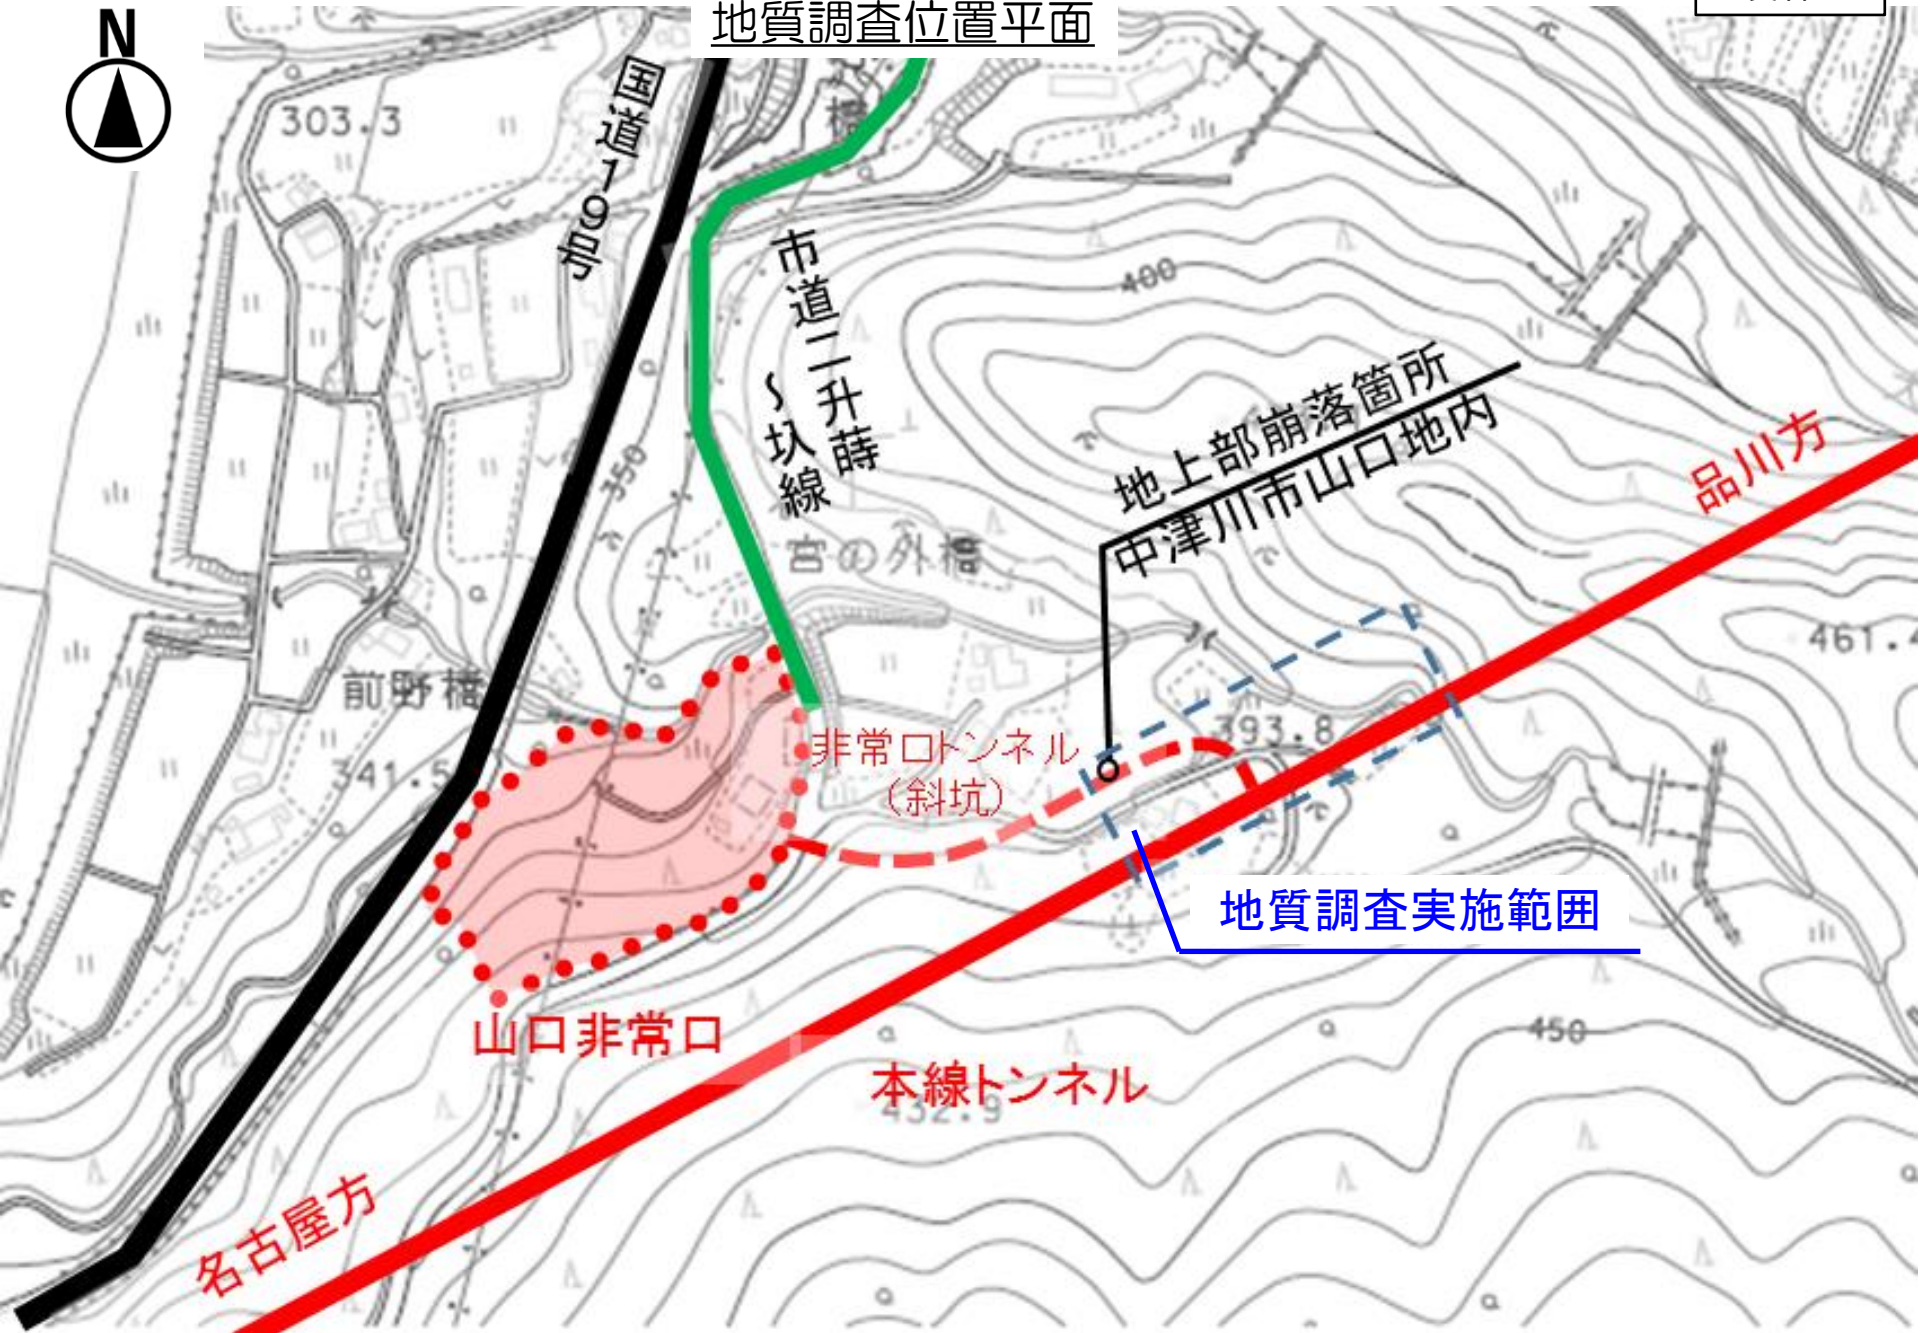 地質調査位置平面
N
303.3
国道19号
橋
市道二升蒔
～圦線
400
350
地上部崩落箇所
中津川市山口地内
品川方
宮の外橋
461.4
前野橋
341.5
非常口トンネル
(斜坑)
393.8
地質調査実施範囲
山口非常口
450
本線トンネル
432.9
名古屋方